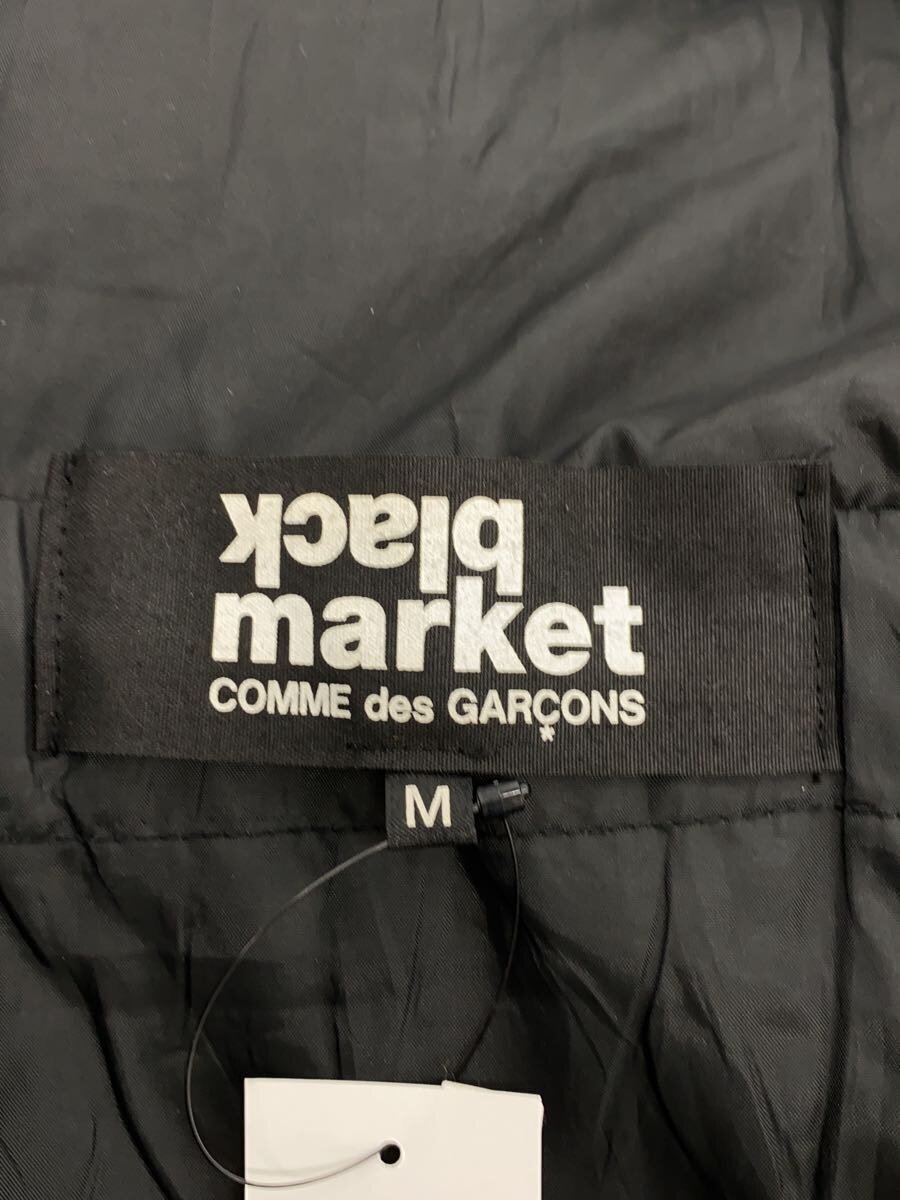 black
market
COMME des GARÇONS
*
M